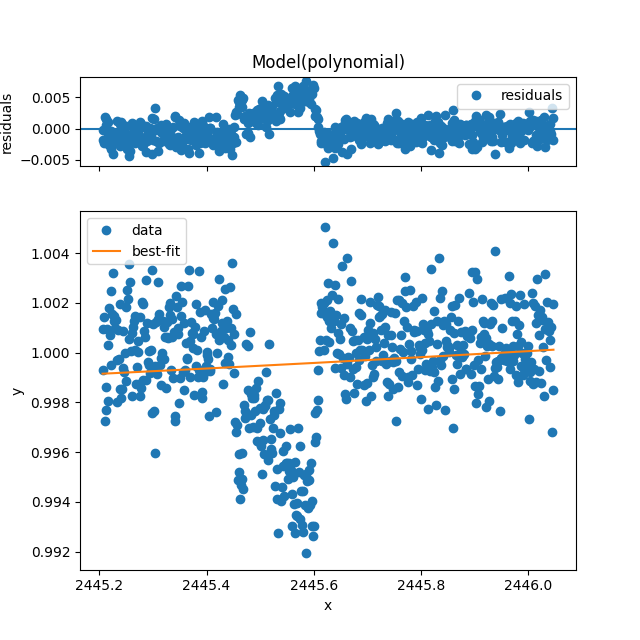 Model(polynomial)
residuals
0.005
0.000
−0.005
residuals
data
best-fit
y
1.004
1.002
1.000
0.998
0.996
0.994
0.992
2445.2 2445.4 2445.6 2445.8 2446.0
x